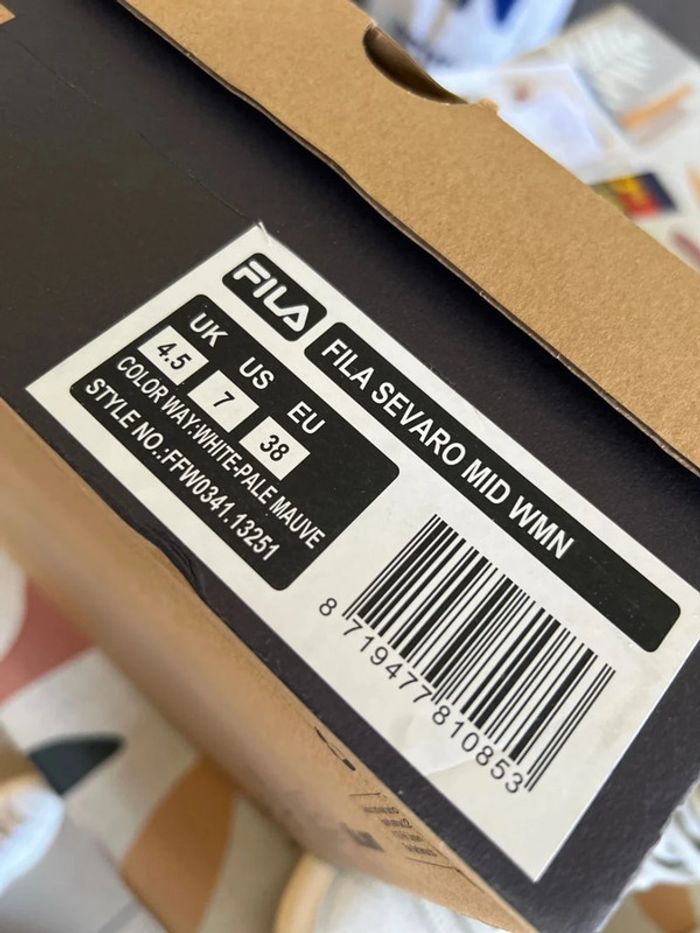 FILA
FILA SEVARO MID WMN
UK US EU
4.5 7 38
COLOR WAY:WHITE-PALE MAUVE
STYLE NO.:FFW0341.13251
8 719477 810853